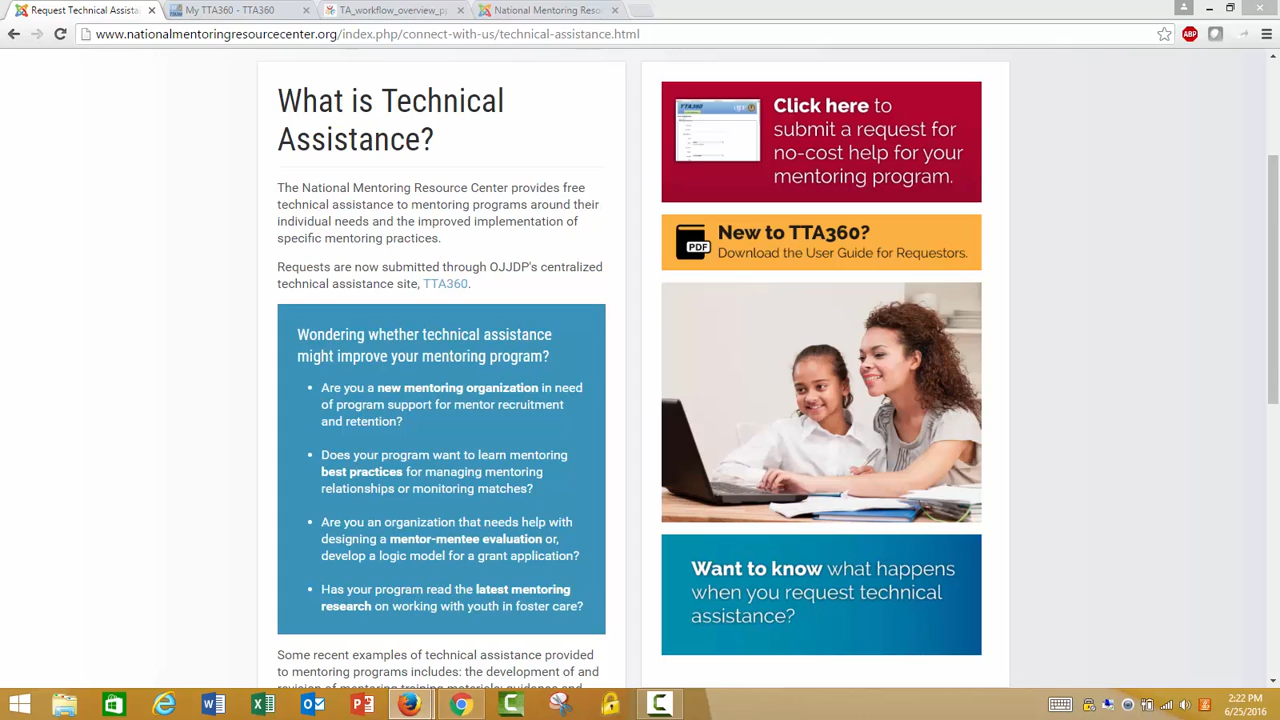 Request Technical Assista
My TTA360 - TTA360
TA_workflow_overview_p
National Mentoring Reso
www.nationalmentoringresourcecenter.org/index.php/connect-with-us/technical-assistance.html
ABP
What is Technical
Assistance?
The National Mentoring Resource Center provides free
technical assistance to mentoring programs around their
individual needs and the improved implementation of
specific mentoring practices.
Requests are now submitted through OJJDP's centralized
technical assistance site, TTA360.
Wondering whether technical assistance
might improve your mentoring program?
• Are you a new mentoring organization in need
of program support for mentor recruitment
and retention?
• Does your program want to learn mentoring
best practices for managing mentoring
relationships or monitoring matches?
• Are you an organization that needs help with
designing a mentor-mentee evaluation or,
develop a logic model for a grant application?
• Has your program read the latest mentoring
research on working with youth in foster care?
Some recent examples of technical assistance provided
to mentoring programs includes: the development of and
revision of mentoring training materials; guidance and
TTA360
Click here to
submit a request for
no-cost help for your
mentoring program.
PDF
New to TTA360?
Download the User Guide for Requestors.
Want to know what happens
when you request technical
assistance?
2:22 PM
6/25/2016